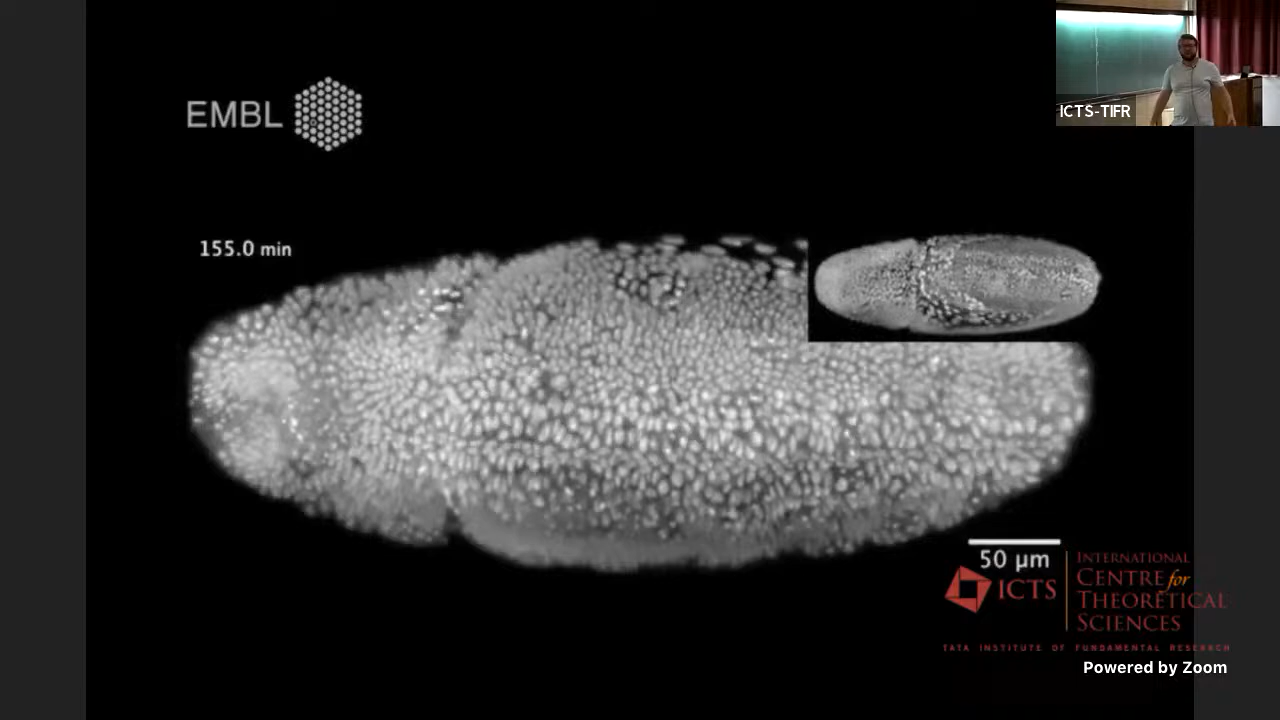 EMBL
ICTS-TIFR
155.0 min
50 µm
ICTS
INTERNATIONAL
CENTRE for
THEORETICAL
SCIENCES
TATA INSTITUTE OF FUNDAMENTAL RESEARCH
Powered by Zoom